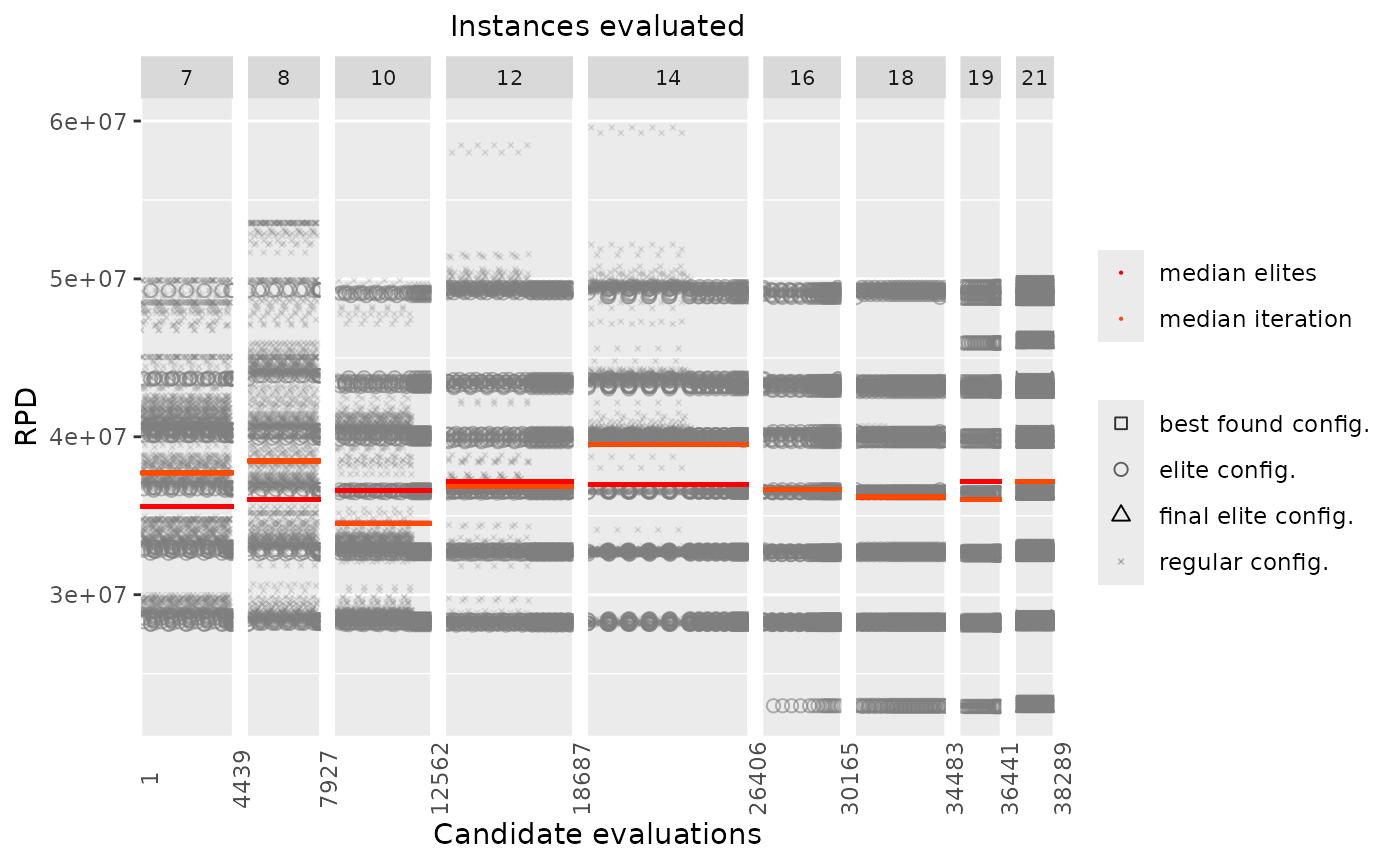 Instances evaluated
7 8 10 12 14 16 18 19 21
6e+07
5e+07
4e+07
3e+07
RPD
1 4439 7927 12562 18687 26406 30165 34483 36441 38289
Candidate evaluations
median elites
median iteration
best found config.
elite config.
final elite config.
regular config.